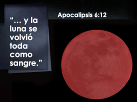 Apocalipsis 6:12
"... y la
luna se
volvió
toda
como
sangre."